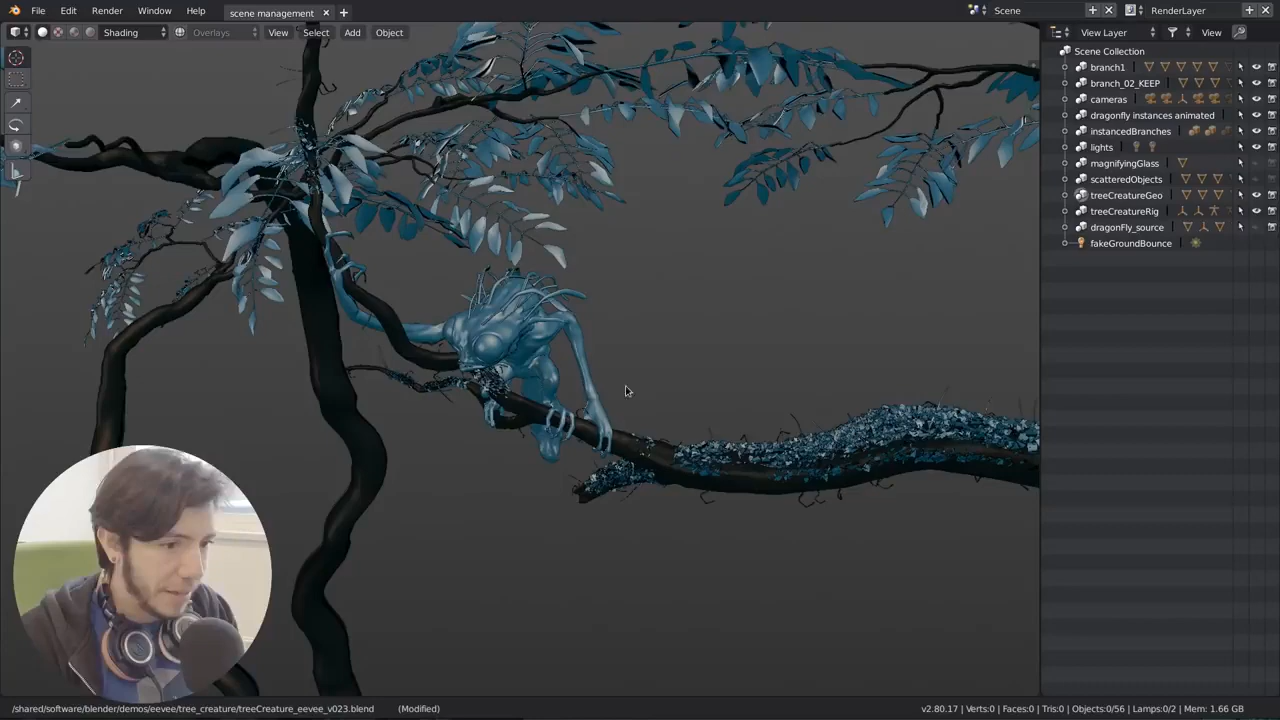 File Edit Render Window Help scene management Scene RenderLayer
Shading Overlays View Select Add Object View Layer View
Scene Collection
branch1
branch_02_KEEP
cameras
dragonfly instances animated
instancedBranches
lights
magnifyingGlass
scatteredObjects
treeCreatureGeo
treeCreatureRig
dragonFly_source
fakeGroundBounce
/shared/software/blender/demos/eevee/tree_creature/treeCreature_eevee_v023.blend (Modified) v2.80.17 | Verts:0 | Faces:0 | Tris:0 | Objects:0/56 | Lamps:0/2 | Mem: 1.66 GB